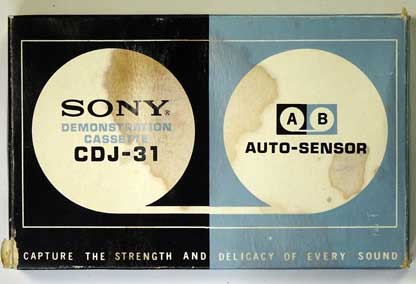 SONY®
DEMONSTRATION
CASSETTE
CDJ-31
A B
AUTO-SENSOR
CAPTURE THE STRENGTH AND DELICACY OF EVERY SOUND